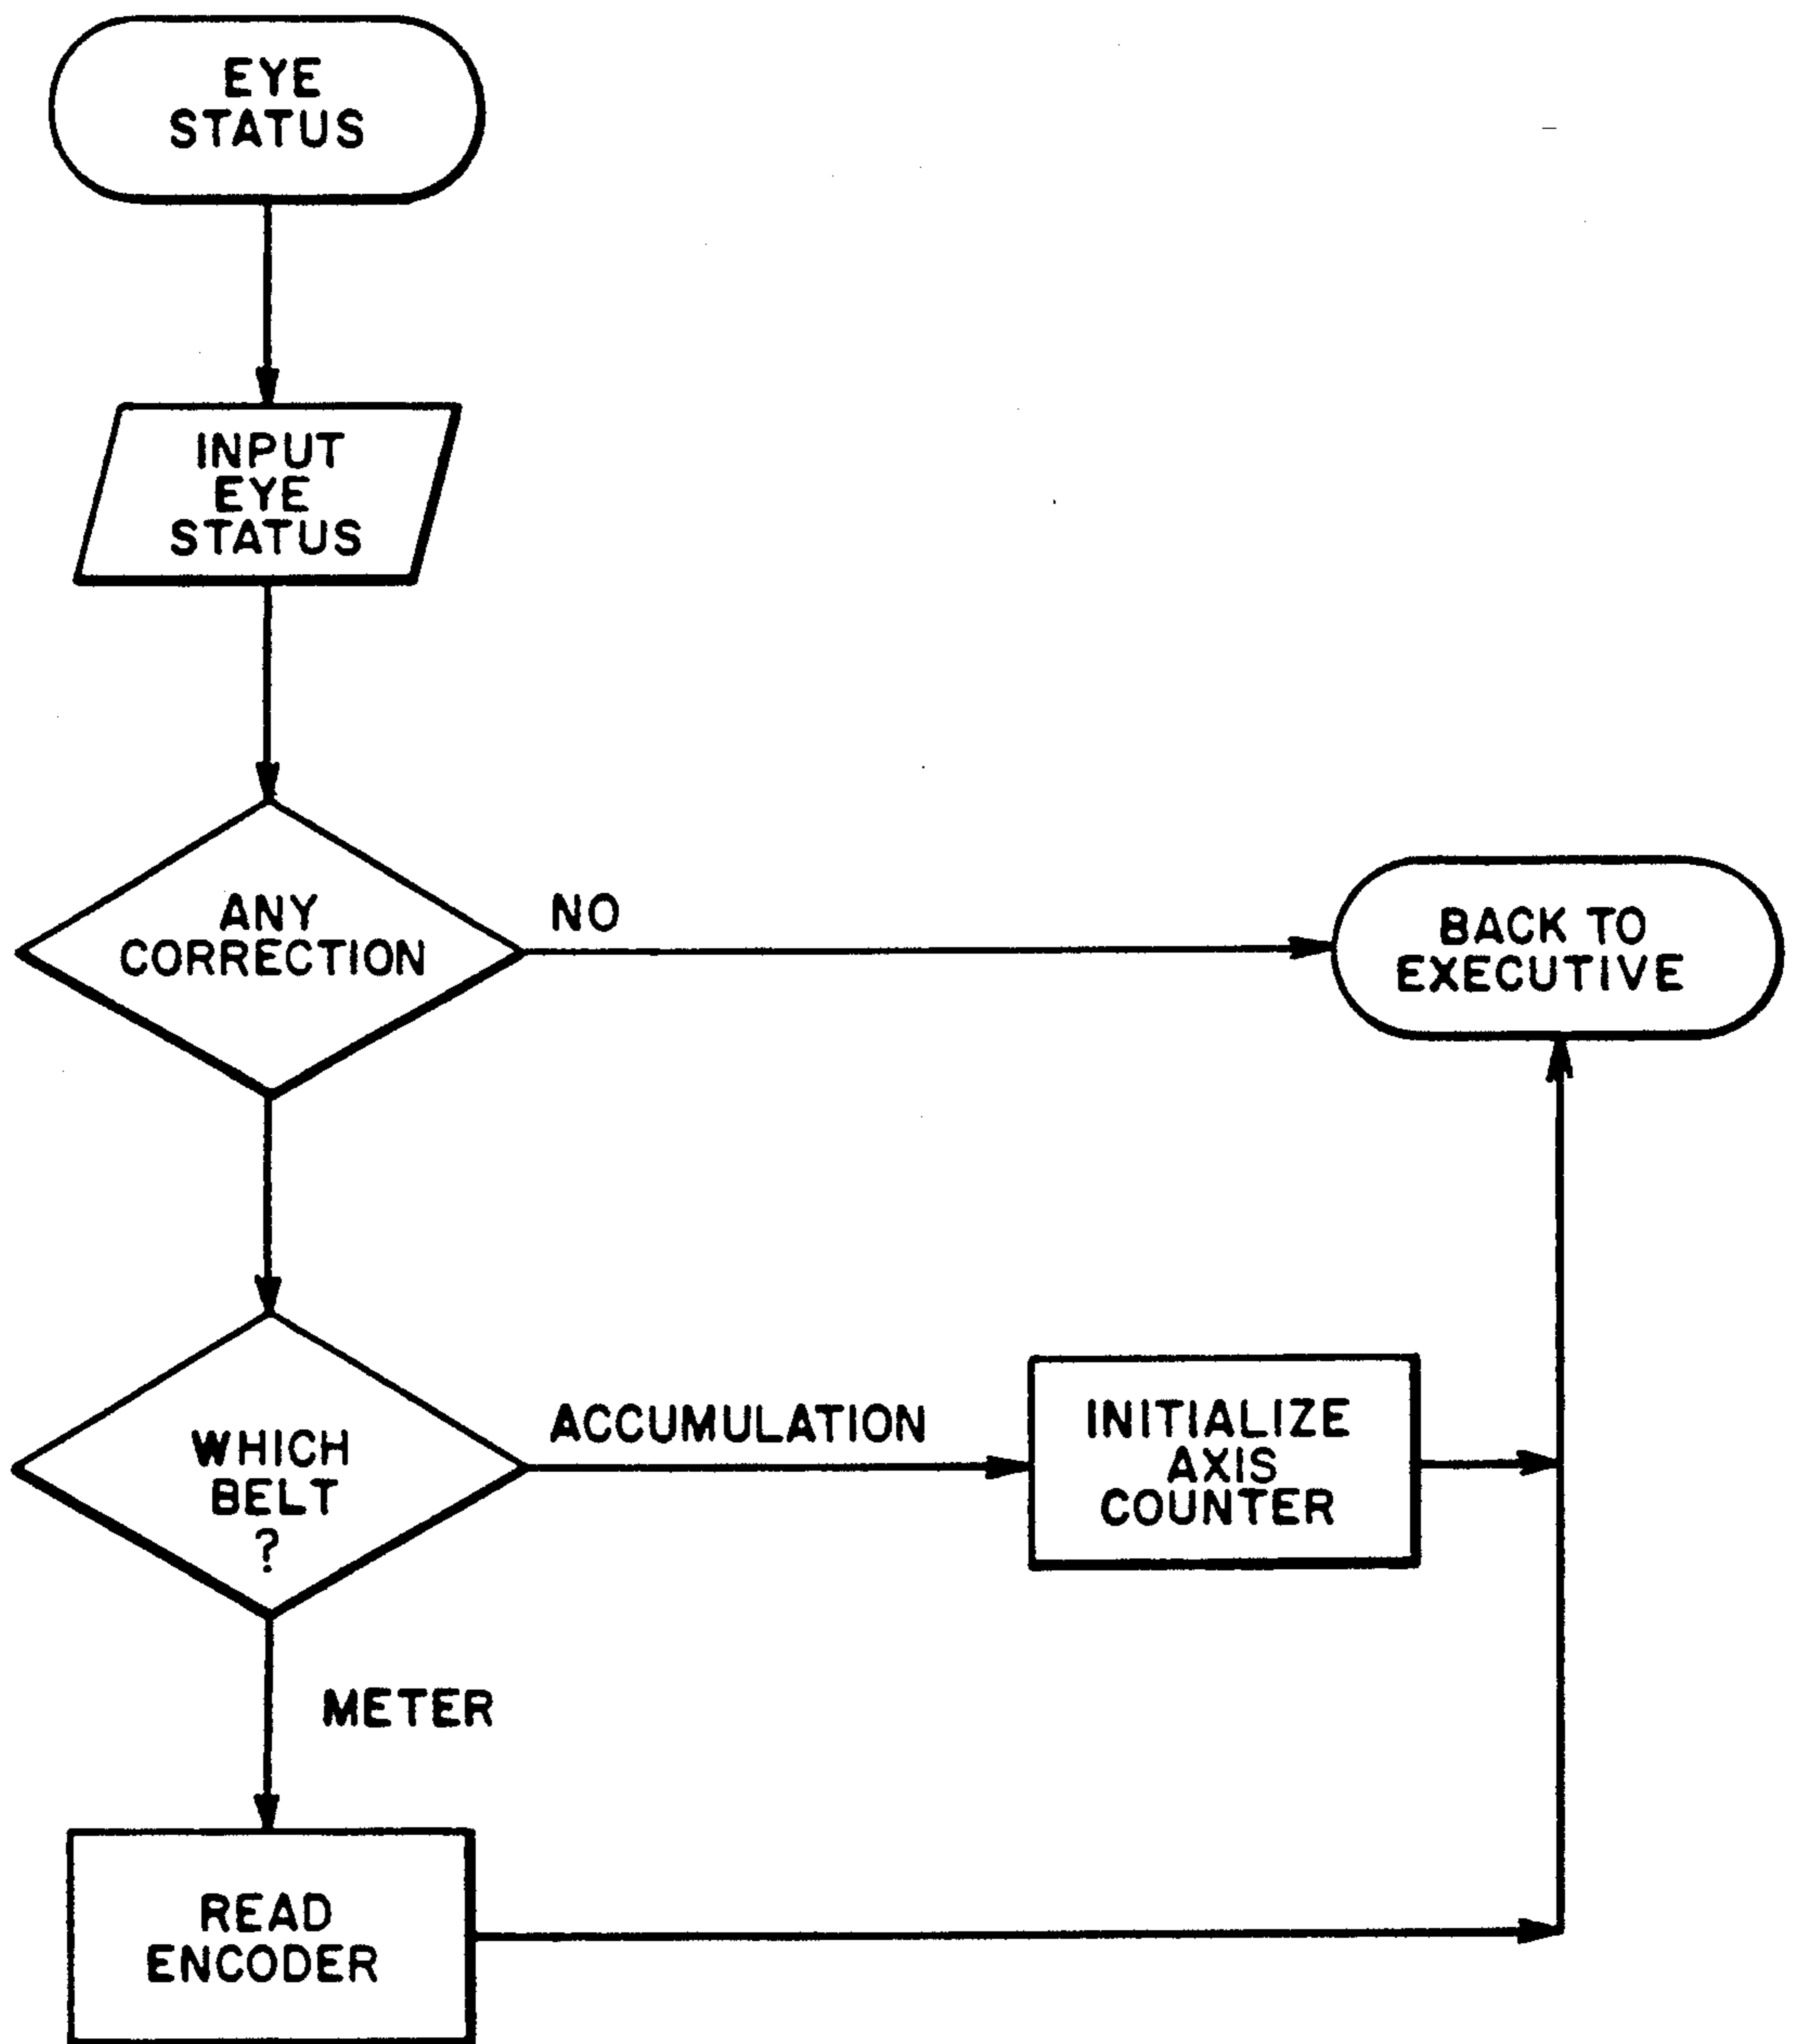 EYE
STATUS
INPUT
EYE
STATUS
ANY
CORRECTION
NO
BACK TO
EXECUTIVE
WHICH
BELT
?
ACCUMULATION
INITIALIZE
AXIS
COUNTER
METER
READ
ENCODER